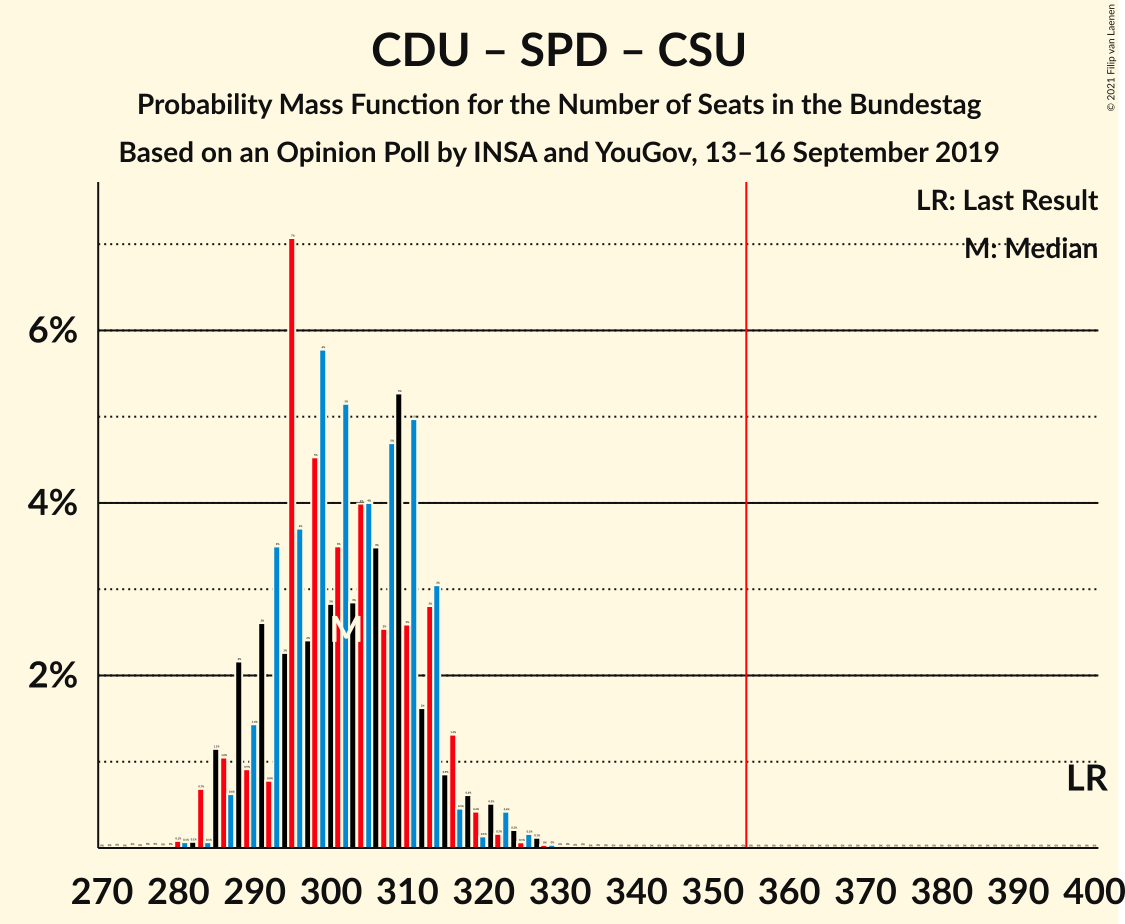 CDU – SPD – CSU
Probability Mass Function for the Number of Seats in the Bundestag
Based on an Opinion Poll by INSA and YouGov, 13–16 September 2019
© 2021 Filip van Laenen
LR: Last Result
M: Median
6%
4%
2%
M
LR
270 280 290 300 310 320 330 340 350 360 370 380 390 400